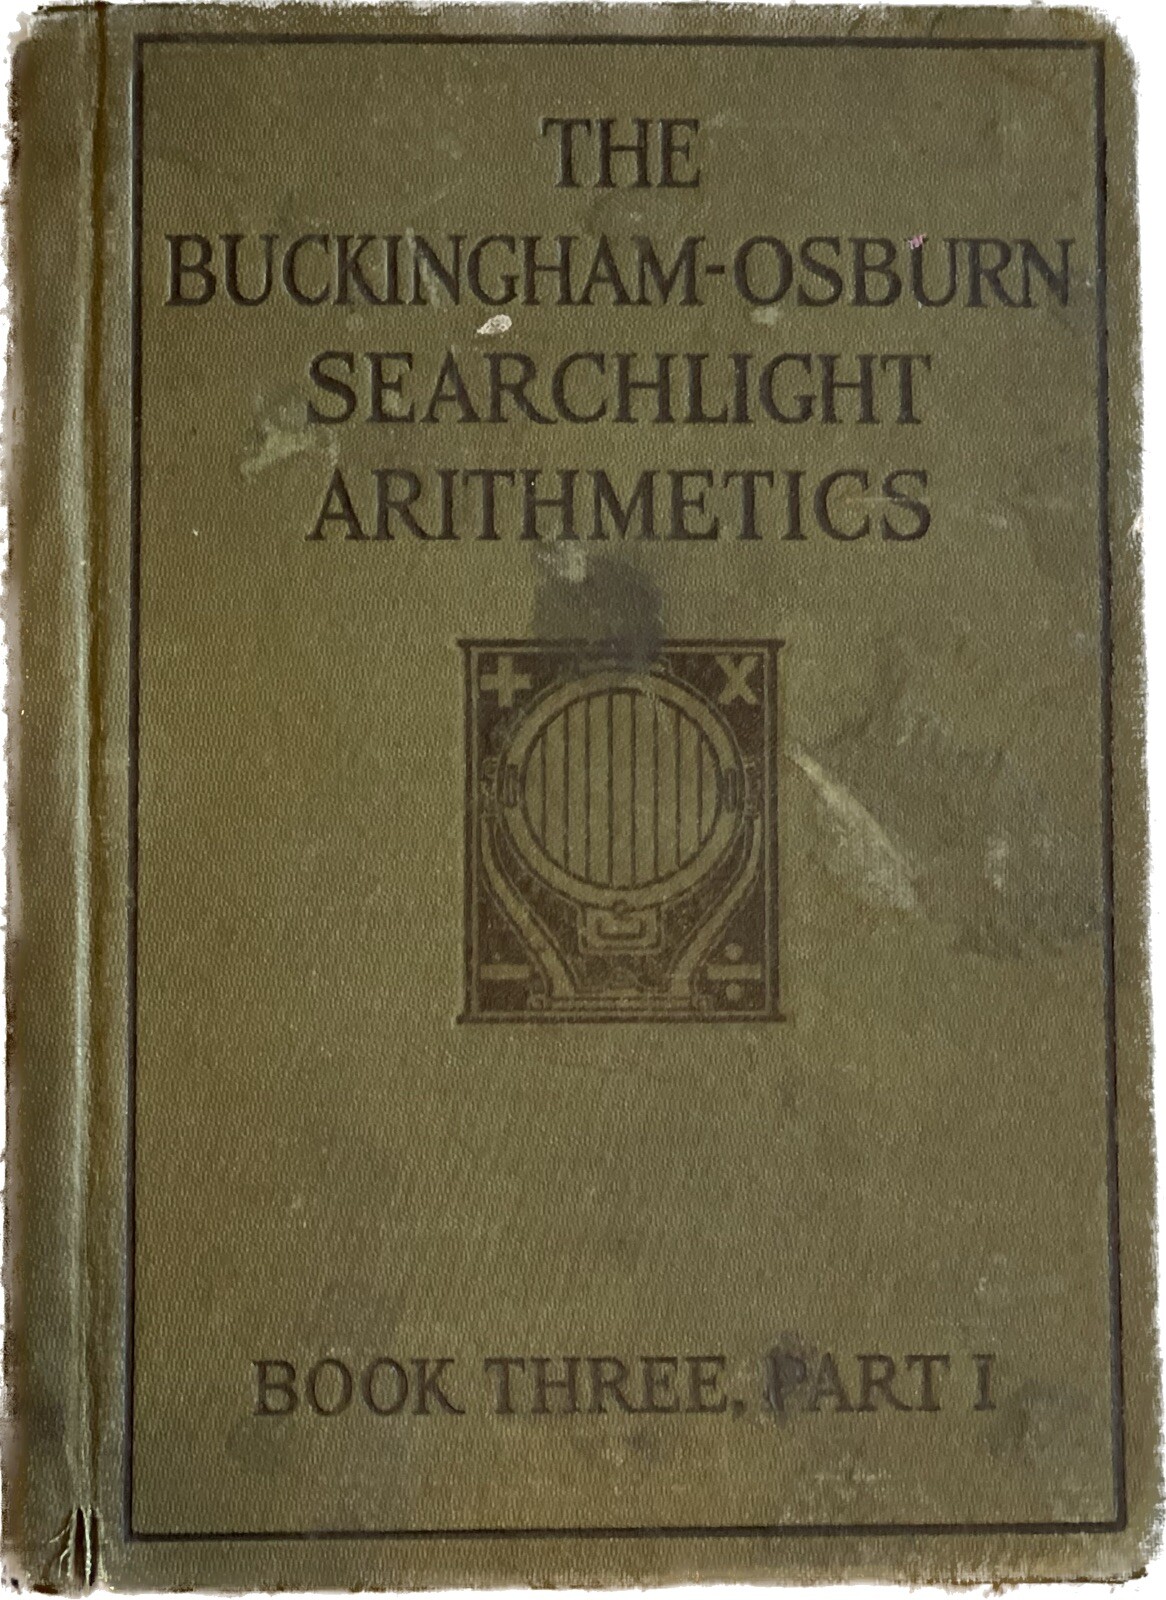 THE
BUCKINGHAM-OSBURN
SEARCHLIGHT
ARITHMETICS
+ x
− ÷
BOOK THREE, PART I